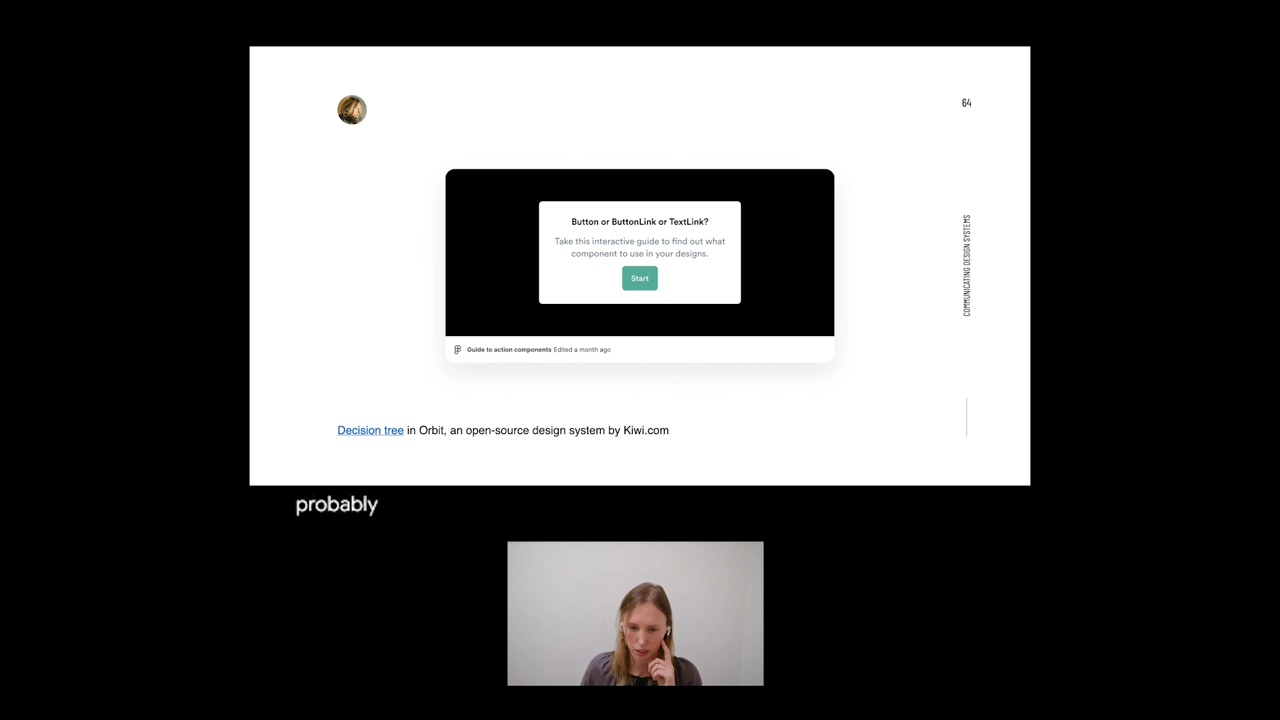 64
Button or ButtonLink or TextLink?
Take this interactive guide to find out what
component to use in your designs.
Start
COMMUNICATING DESIGN SYSTEMS
Guide to action components Edited a month ago
Decision tree in Orbit, an open-source design system by Kiwi.com
probably